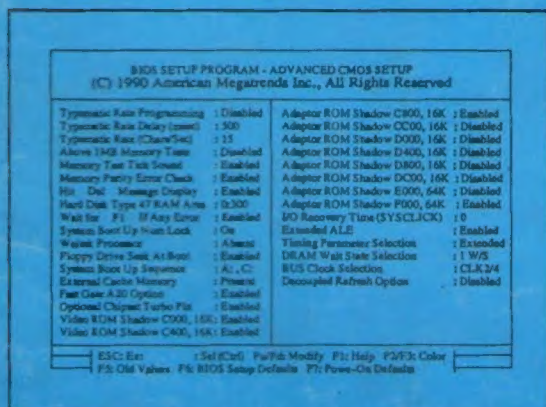 BIOS SETUP PROGRAM - ADVANCED CMOS SETUP
(C) 1990 American Megatrends Inc., All Rights Reserved
Typematic Rate Programming : Disabled
Typematic Rate Delay (msec) : 500
Typematic Rate (Chars/Sec) : 15
Above 1MB Memory Test : Disabled
Memory Test Tick Sound : Enabled
Memory Parity Error Check : Enabled
Hit Del Message Display : Enabled
Hard Disk Type 47 RAM Area : 0:300
Wait for F1 If Any Error : Enabled
System Boot Up Num Lock : On
Weitek Processor : Absent
Floppy Drive Seek At Boot : Enabled
System Boot Up Sequence : A:, C:
External Cache Memory : Present
Fast Gate A20 Option : Enabled
Optional Chipset Turbo Pin : Enabled
Video ROM Shadow C000, 16K: Enabled
Video ROM Shadow C400, 16K: Enabled
Adaptor ROM Shadow C800, 16K : Enabled
Adaptor ROM Shadow CC00, 16K : Disabled
Adaptor ROM Shadow D000, 16K : Disabled
Adaptor ROM Shadow D400, 16K : Disabled
Adaptor ROM Shadow D800, 16K : Disabled
Adaptor ROM Shadow DC00, 16K : Disabled
Adaptor ROM Shadow E000, 64K : Disabled
Adaptor ROM Shadow F000, 64K : Enabled
I/O Recovery Time (SYSCLICK) : 0
Extended ALE : Enabled
Timing Parameter Selection : Extended
DRAM Wait State Selection : 1 W/S
BUS Clock Selection : CLK2/4
Decoupled Refresh Option : Disabled
ESC: : Sel (Ctrl) Modify F1: Help F2/F3: Color
F5: Old Values F6: BIOS Setup Defaults F7: Power-On Defaults